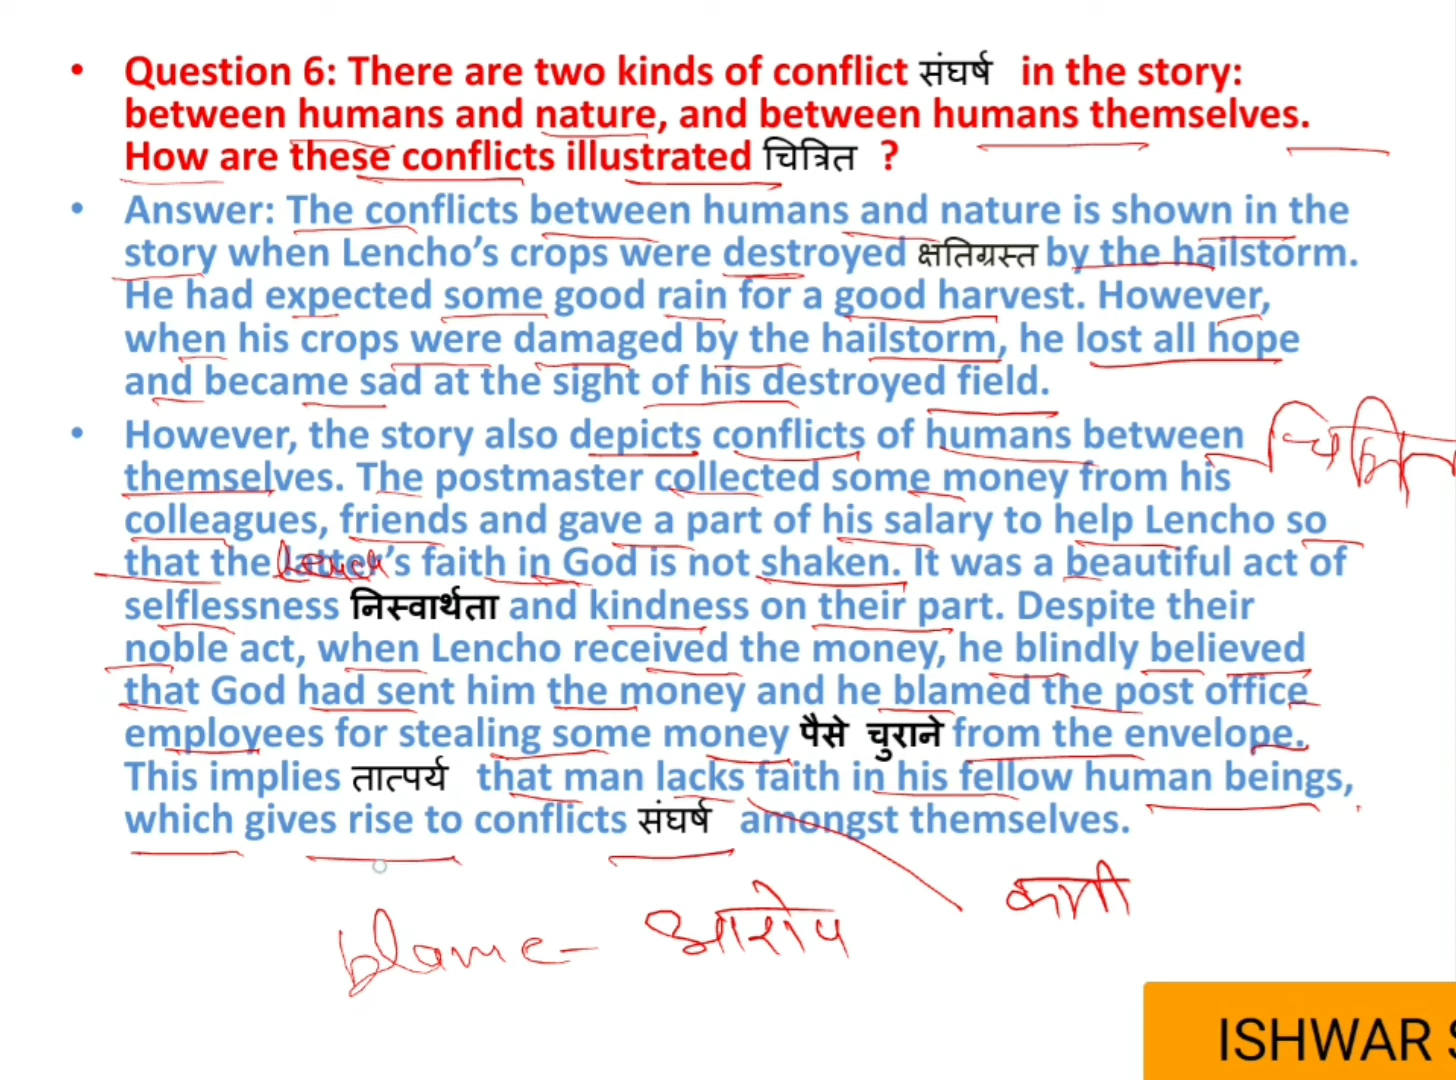 • Question 6: There are two kinds of conflict संघर्ष in the story:
between humans and nature, and between humans themselves.
How are these conflicts illustrated चित्रित ?
• Answer: The conflicts between humans and nature is shown in the
story when Lencho’s crops were destroyed क्षतिग्रस्त by the hailstorm.
He had expected some good rain for a good harvest. However,
when his crops were damaged by the hailstorm, he lost all hope
and became sad at the sight of his destroyed field.
• However, the story also depicts conflicts of humans between
themselves. The postmaster collected some money from his
colleagues, friends and gave a part of his salary to help Lencho so
that the latter’s faith in God is not shaken. It was a beautiful act of
selflessness निस्वार्थता and kindness on their part. Despite their
noble act, when Lencho received the money, he blindly believed
that God had sent him the money and he blamed the post office
employees for stealing some money पैसे चुराने from the envelope.
This implies तात्पर्य that man lacks faith in his fellow human beings,
which gives rise to conflicts संघर्ष amongst themselves.
कमी
blame - आरोप
ISHWAR S